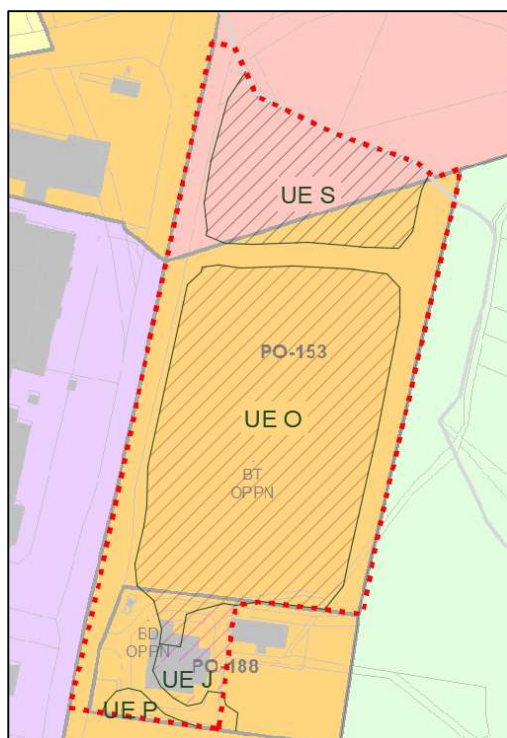 UE S
PO-153
UE O
BT
OPPN
BD
OPPN
PO-188
UE J
UE P